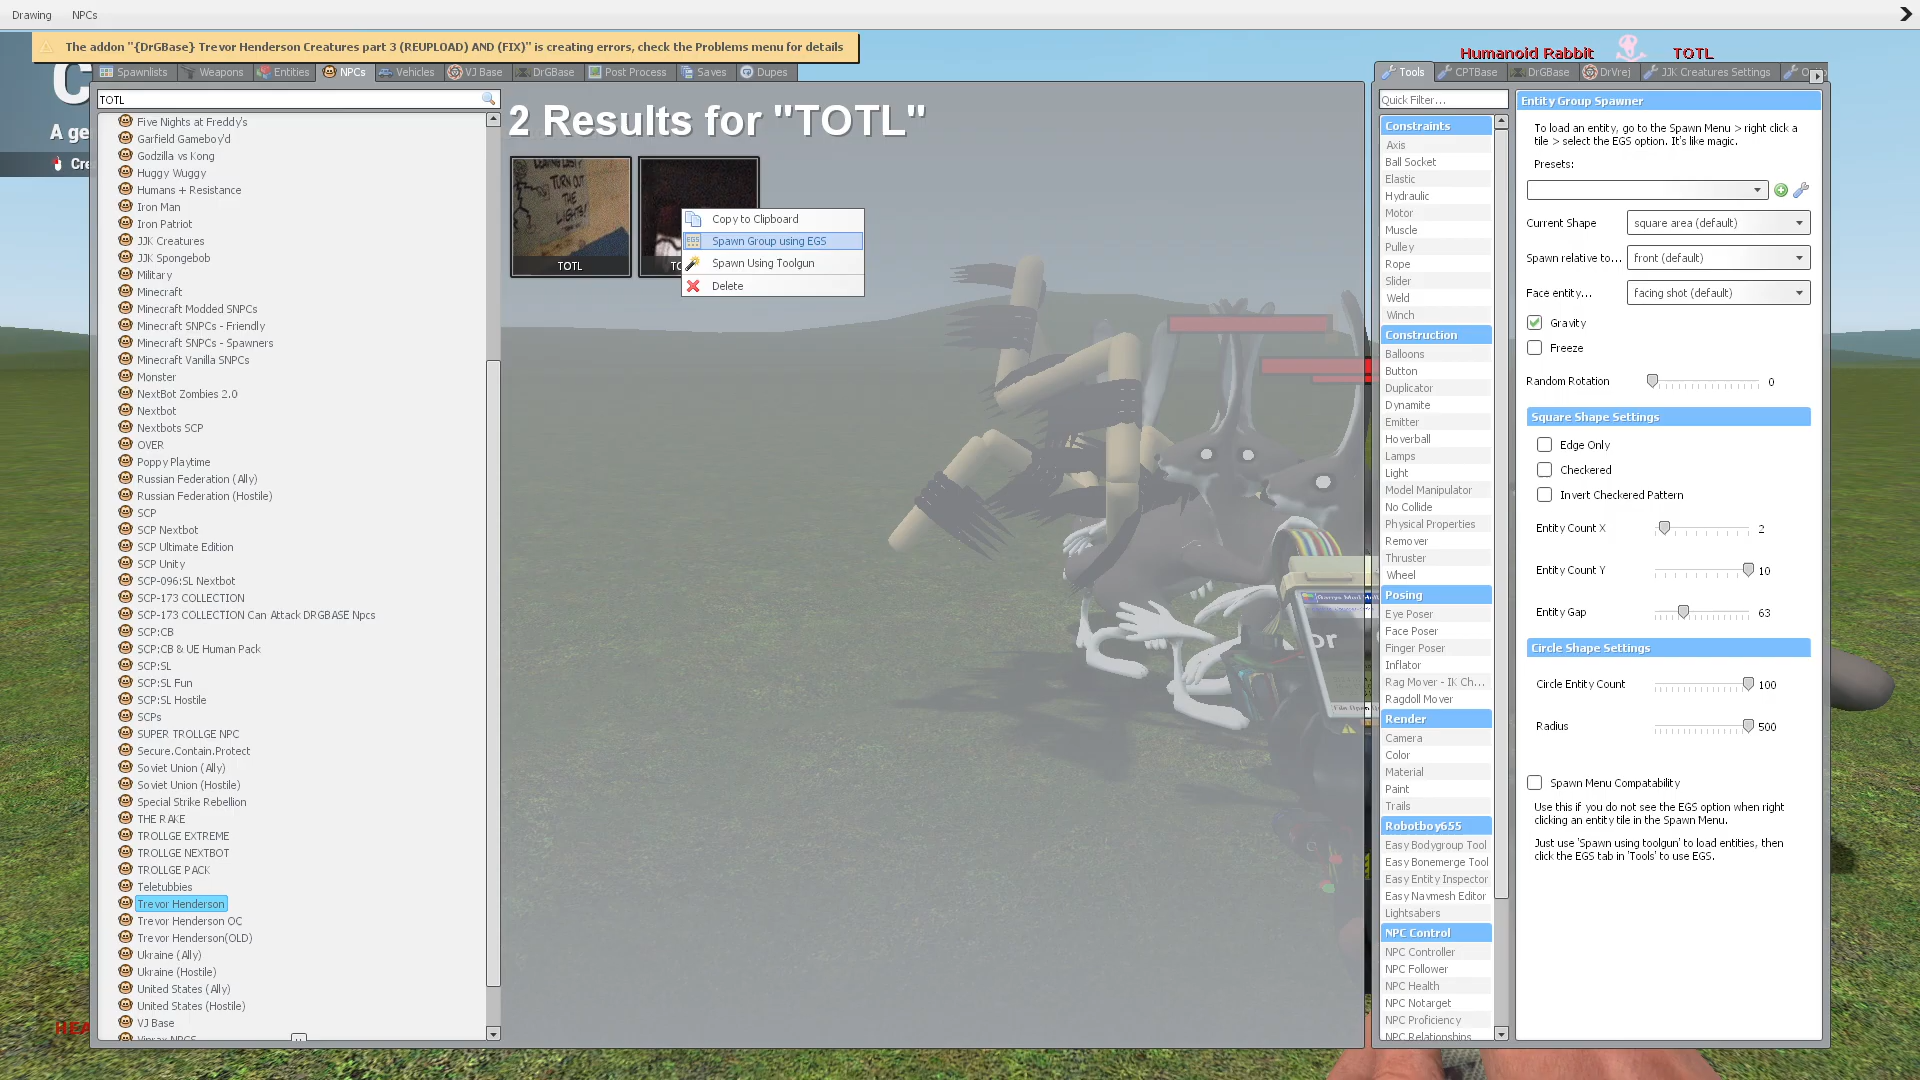 Drawing NPCs
The addon "{DrGBase} Trevor Henderson Creatures part 3 (REUPLOAD) AND (FIX)" is creating errors, check the Problems menu for details
Humanoid Rabbit TOTL
Spawnlists Weapons Entities NPCs Vehicles VJ Base DrGBase Post Process Saves Dupes
Tools CPTBase DrGBase DrVrej JJK Creatures Settings
A ge
Cre
TOTL
Five Nights at Freddy's
Garfield Gameboy'd
Godzilla vs Kong
Huggy Wuggy
Humans + Resistance
Iron Man
Iron Patriot
JJK Creatures
JJK Spongebob
Military
Minecraft
Minecraft Modded SNPCs
Minecraft SNPCs - Friendly
Minecraft SNPCs - Spawners
Minecraft Vanilla SNPCs
Monster
NextBot Zombies 2.0
Nextbot
Nextbots SCP
OVER
Poppy Playtime
Russian Federation (Ally)
Russian Federation (Hostile)
SCP
SCP Nextbot
SCP Ultimate Edition
SCP Unity
SCP-096:SL Nextbot
SCP-173 COLLECTION
SCP-173 COLLECTION Can Attack DRGBASE Npcs
SCP:CB
SCP:CB & UE Human Pack
SCP:SL
SCP:SL Fun
SCP:SL Hostile
SCPs
SUPER TROLLGE NPC
Secure.Contain.Protect
Soviet Union (Ally)
Soviet Union (Hostile)
Special Strike Rebellion
THE RAKE
TROLLGE EXTREME
TROLLGE NEXTBOT
TROLLGE PACK
Teletubbies
Trevor Henderson
Trevor Henderson OC
Trevor Henderson(OLD)
Ukraine (Ally)
Ukraine (Hostile)
United States (Ally)
United States (Hostile)
VJ Base
HEA
2 Results for "TOTL"
TURN OUT
THE
LIGHTS!
TOTL
Copy to Clipboard
EGS Spawn Group using EGS
Spawn Using Toolgun
Delete
Quick Filter...
Constraints
Axis
Ball Socket
Elastic
Hydraulic
Motor
Muscle
Pulley
Rope
Slider
Weld
Winch
Construction
Balloons
Button
Duplicator
Dynamite
Emitter
Hoverball
Lamps
Light
Model Manipulator
No Collide
Physical Properties
Remover
Thruster
Wheel
Posing
Eye Poser
Face Poser
Finger Poser
Inflator
Rag Mover - IK Ch...
Ragdoll Mover
Render
Camera
Color
Material
Paint
Trails
Robotboy655
Easy Bodygroup Tool
Easy Bonemerge Tool
Easy Entity Inspector
Easy Navmesh Editor
Lightsabers
NPC Control
NPC Controller
NPC Follower
NPC Health
NPC Notarget
NPC Proficiency
NPC Relationships
Entity Group Spawner
To load an entity, go to the Spawn Menu > right click a
tile > select the EGS option. It's like magic.
Presets:
Current Shape square area (default)
Spawn relative to... front (default)
Face entity... facing shot (default)
Gravity
Freeze
Random Rotation 0
Square Shape Settings
Edge Only
Checkered
Invert Checkered Pattern
Entity Count X 2
Entity Count Y 10
Entity Gap 63
Circle Shape Settings
Circle Entity Count 100
Radius 500
Spawn Menu Compatability
Use this if you do not see the EGS option when right
clicking an entity tile in the Spawn Menu.
Just use 'Spawn using toolgun' to load entities, then
click the EGS tab in 'Tools' to use EGS.